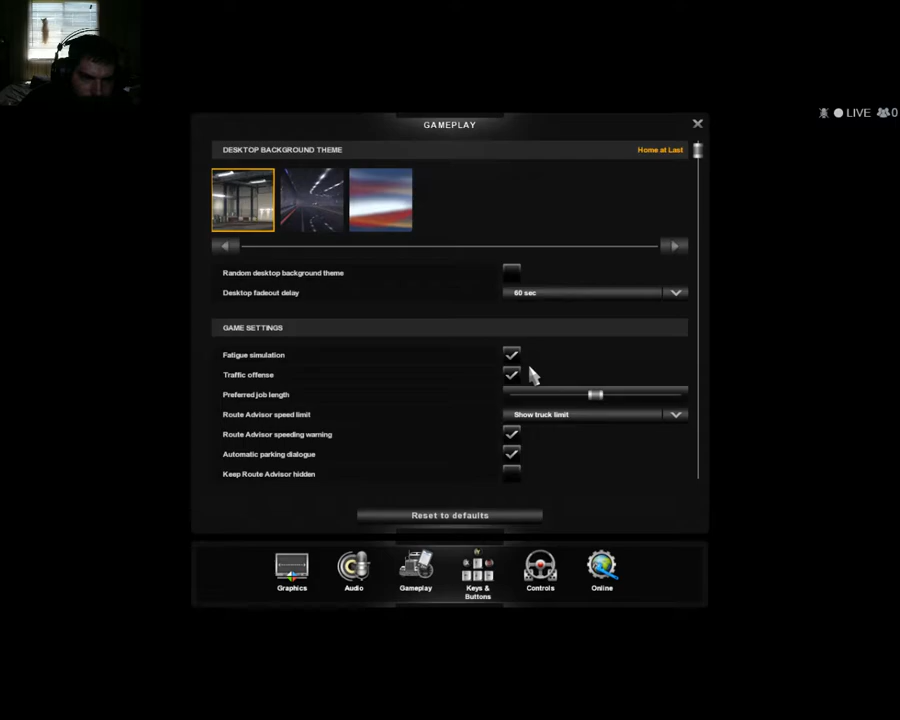 GAMEPLAY
LIVE 0
DESKTOP BACKGROUND THEME Home at Last
Random desktop background theme
Desktop fadeout delay 60 sec
GAME SETTINGS
Fatigue simulation
Traffic offense
Preferred job length
Route Advisor speed limit Show truck limit
Route Advisor speeding warning
Automatic parking dialogue
Keep Route Advisor hidden
Reset to defaults
Graphics Audio Gameplay Keys & Buttons Controls Online